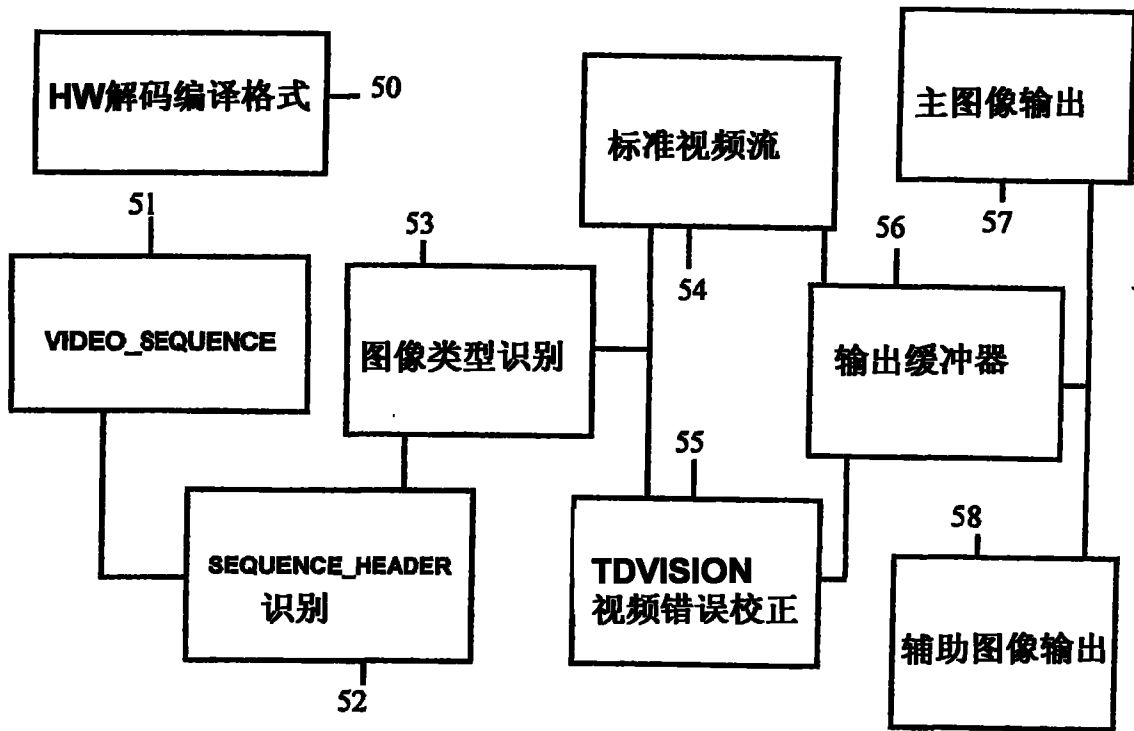 HW解码编译格式
50
51
VIDEO_SEQUENCE
SEQUENCE_HEADER
识别
52
53
图像类型识别
标准视频流
54
55
TDVISION
视频错误校正
56
输出缓冲器
主图像输出
57
58
辅助图像输出